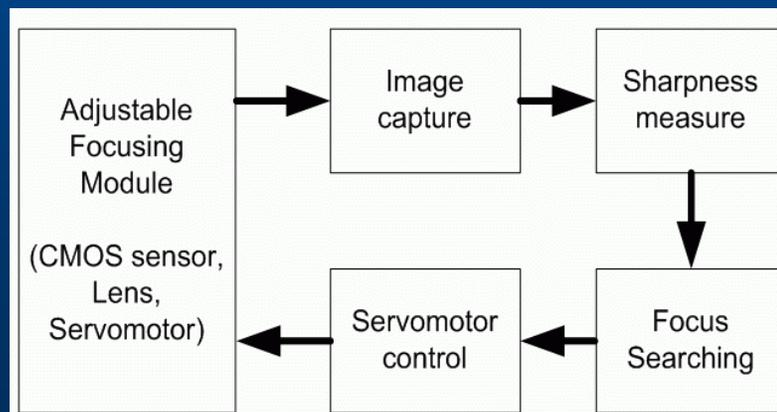 Adjustable
Focusing
Module
(CMOS sensor,
Lens,
Servomotor)
Image
capture
Sharpness
measure
Servomotor
control
Focus
Searching